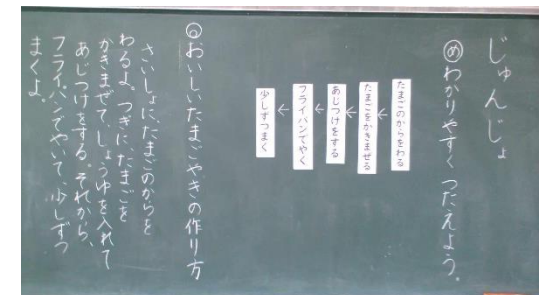 じゅんじょ
めわかりやすくつたえよう。
たまごのからをわる
↓
たまごをかきまぜる
↓
あじつけをする
↓
フライパンでやく
↓
少しずつまく
◎おいしいたまごやきの作り方
さいしょに、たまごのからを
わるよ。つぎに、たまごを
かきまぜて、しょうゆを入れて
あじつけをする。それから、
フライパンでやいて、少しずつ
まくよ。